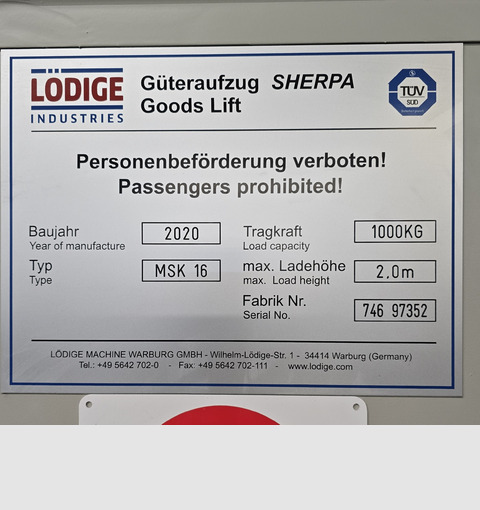 LÖDIGE
INDUSTRIES
Güteraufzug SHERPA
Goods Lift
TÜV
SÜD
Personenbeförderung verboten!
Passengers prohibited!
Baujahr 2020
Year of manufacture
Tragkraft 1000KG
Load capacity
Typ MSK 16
Type
max. Ladehöhe 2,0m
max. Load height
Fabrik Nr. 746 97352
Serial No.
LÖDIGE MACHINE WARBURG GMBH - Wilhelm-Lödige-Str. 1 - 34414 Warburg (Germany)
Tel.: +49 5642 702-0 - Fax: +49 5642 702-111 - www.lodige.com